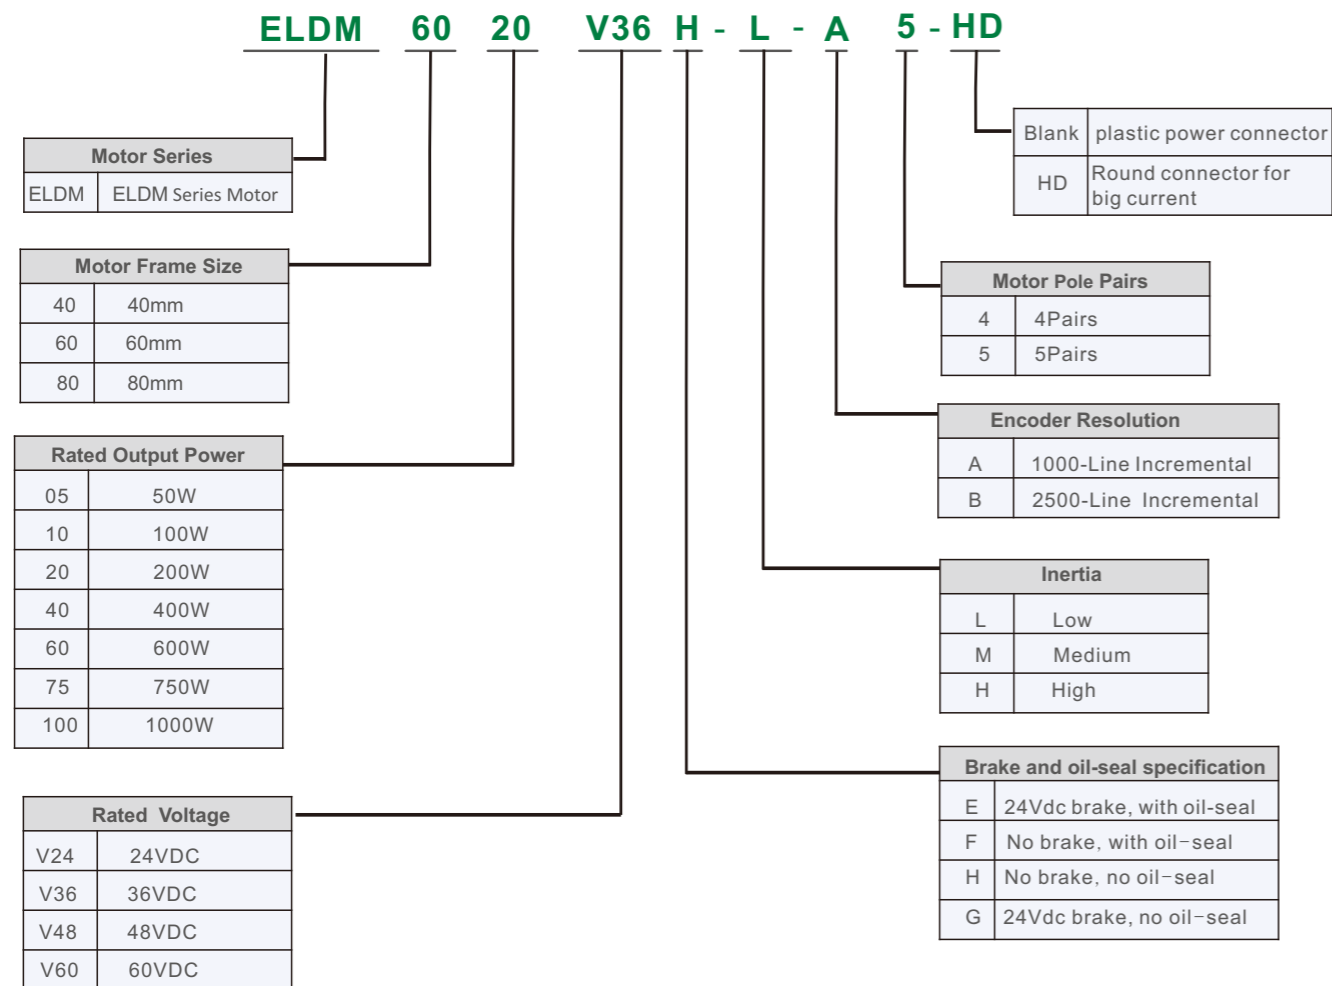 ELDM 60 20 V36 H - L - A 5 - HD
Motor Series
ELDM ELDM Series Motor
Motor Frame Size
40 40mm
60 60mm
80 80mm
Rated Output Power
05 50W
10 100W
20 200W
40 400W
60 600W
75 750W
100 1000W
Rated Voltage
V24 24VDC
V36 36VDC
V48 48VDC
V60 60VDC
Blank plastic power connector
HD Round connector for
big current
Motor Pole Pairs
4 4Pairs
5 5Pairs
Encoder Resolution
A 1000-Line Incremental
B 2500-Line Incremental
Inertia
L Low
M Medium
H High
Brake and oil-seal specification
E 24Vdc brake, with oil-seal
F No brake, with oil-seal
H No brake, no oil-seal
G 24Vdc brake, no oil-seal